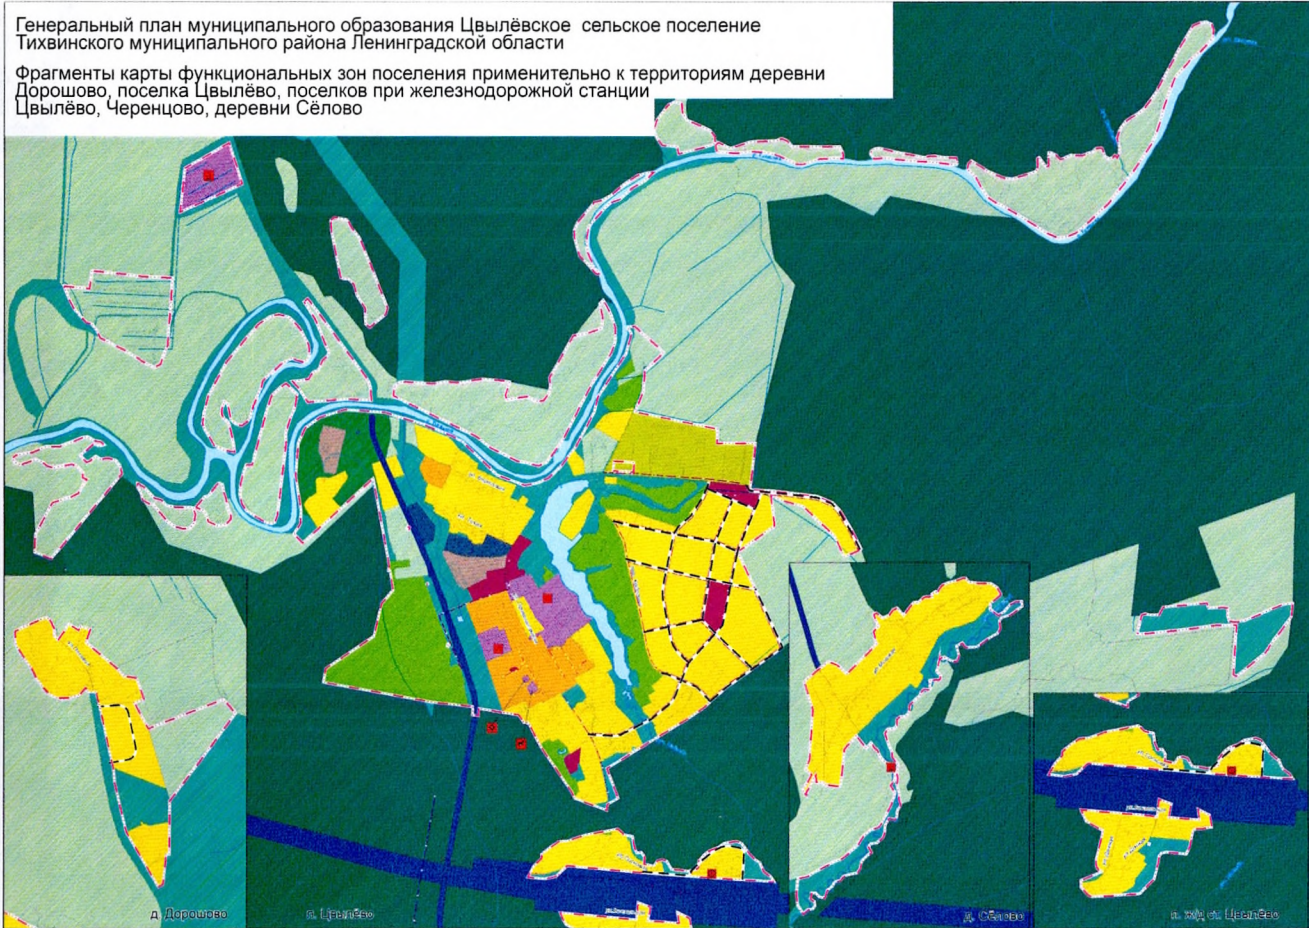 Генеральный план муниципального образования Цвылёвское сельское поселение
Тихвинского муниципального района Ленинградской области
Фрагменты карты функциональных зон поселения применительно к территориям деревни
Дорошово, поселка Цвылёво, поселков при железнодорожной станции
Цвылёво, Черенцово, деревни Сёлово
д. Дорошово
п. Цвылёво
д. Сёлово
п. ж/д ст. Цвылёво